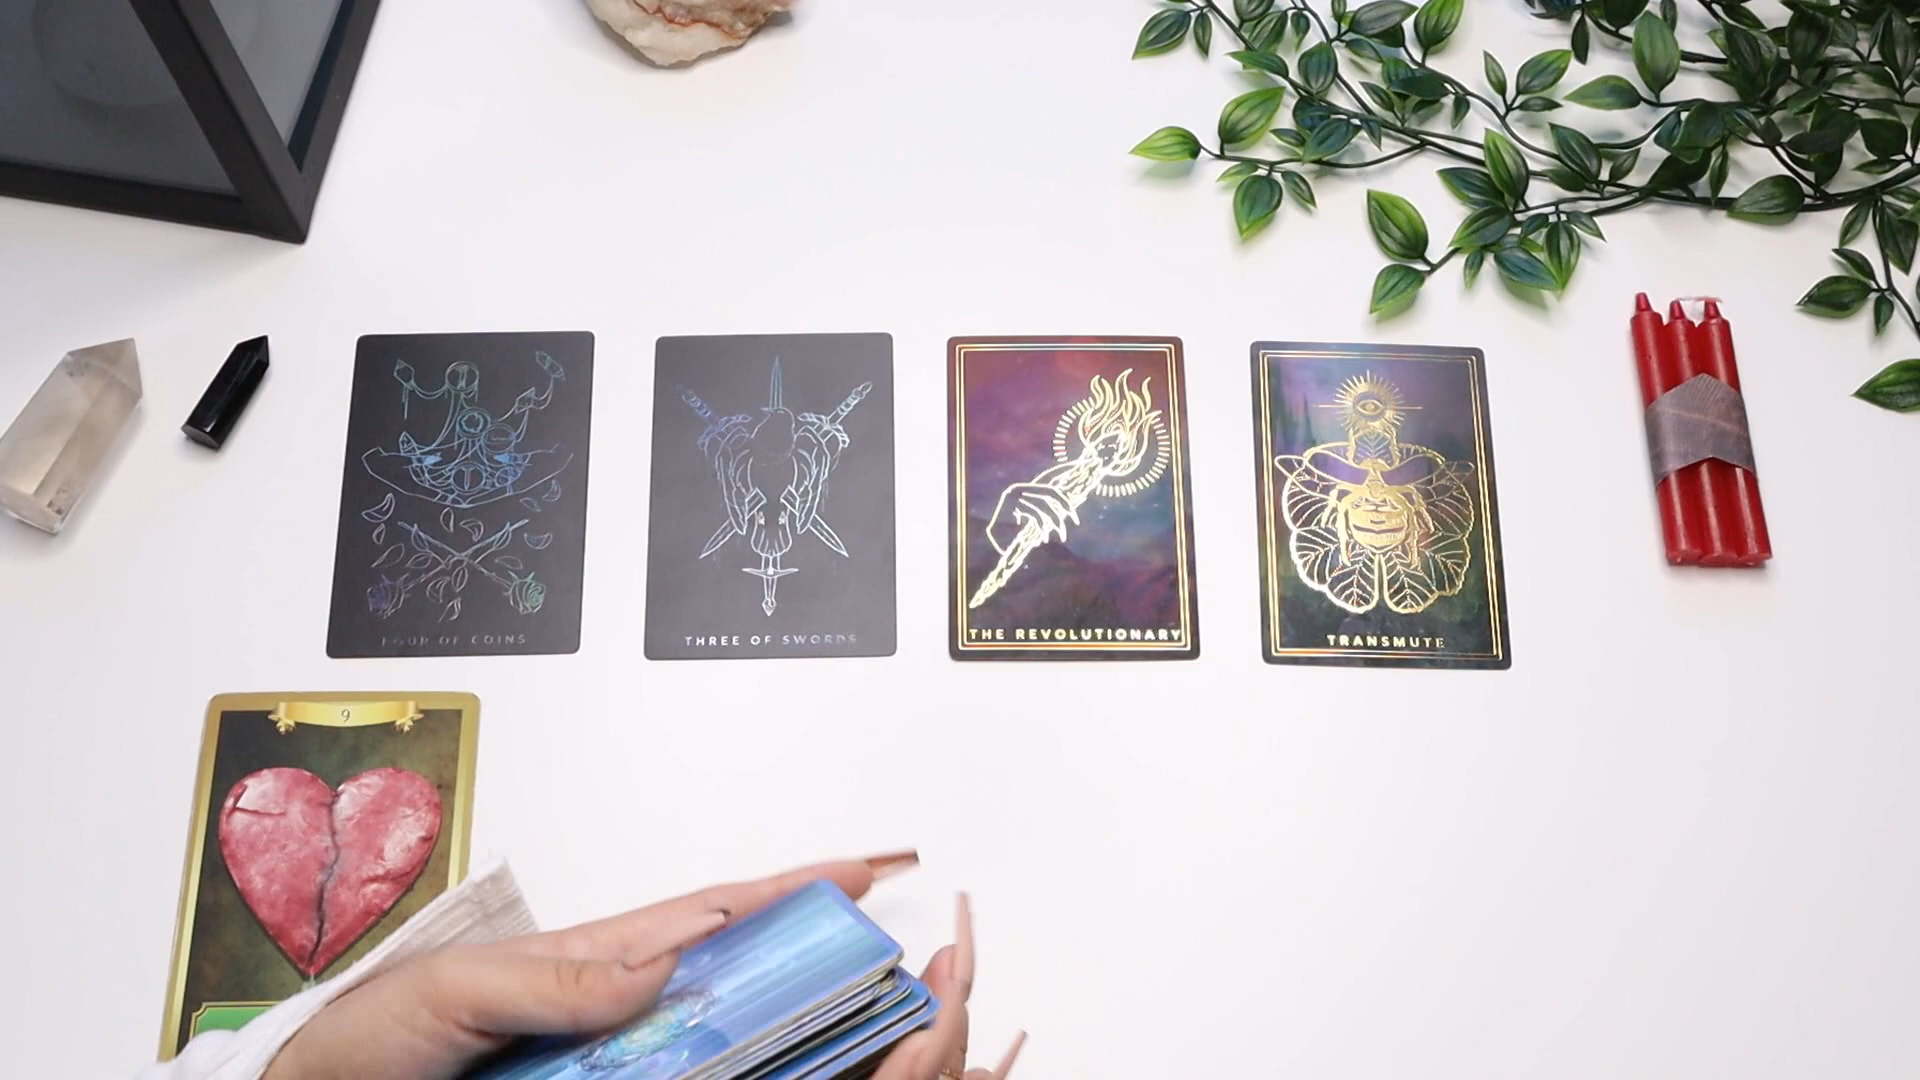 FOUR OF COINS
THREE OF SWORDS
THE REVOLUTIONARY
TRANSMUTE
9